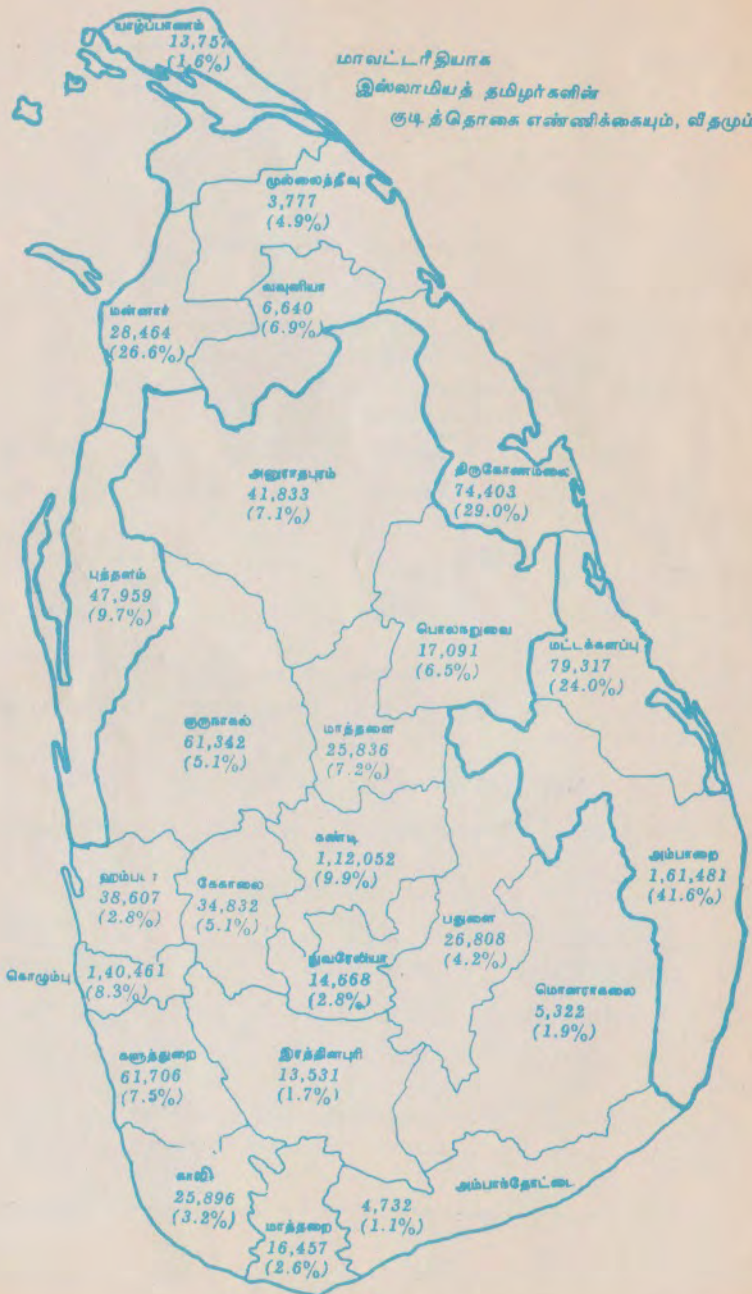 யாழ்ப்பாணம்
13,757
(1.6%)
மாவட்டரீதியாக
இஸ்லாமியத் தமிழர்களின்
குடித்தொகை எண்ணிக்கையும், வீதமும்
முல்லைத்தீவு
3,777
(4.9%)
வவுனியா
6,640
(6.9%)
மன்னார்
28,464
(26.6%)
அனுராதபுரம்
41,833
(7.1%)
திருகோணமலை
74,403
(29.0%)
புத்தளம்
47,959
(9.7%)
பொலநறுவை
17,091
(6.5%)
மட்டக்களப்பு
79,317
(24.0%)
குருநாகல்
61,342
(5.1%)
மாத்தளை
25,836
(7.2%)
கண்டி
1,12,052
(9.9%)
அம்பாறை
1,61,481
(41.6%)
38,607
(2.8%)
கேகாலை
34,832
(5.1%)
பதுளை
26,808
(4.2%)
நுவரேலியா
14,668
(2.8%)
கொழும்பு 1,40,461
(8.3%)
மொனராகலை
5,322
(1.9%)
களுத்துறை
61,706
(7.5%)
இரத்தினபுரி
13,531
(1.7%)
காலி
25,896
(3.2%)
அம்பாந்தோட்டை
4,732
(1.1%)
மாத்தறை
16,457
(2.6%)